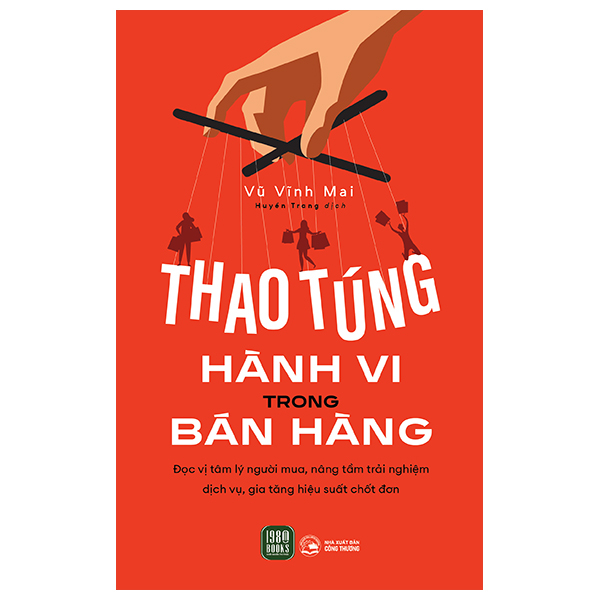 Vũ Vĩnh Mai
Huyền Trang dịch
THAO TÚNG
HÀNH VI
TRONG
BÁN HÀNG
Đọc vị tâm lý người mua, nâng tầm trải nghiệm
dịch vụ, gia tăng hiệu suất chốt đơn
1980
BOOKS
NHÀ XUẤT BẢN
CÔNG THƯƠNG